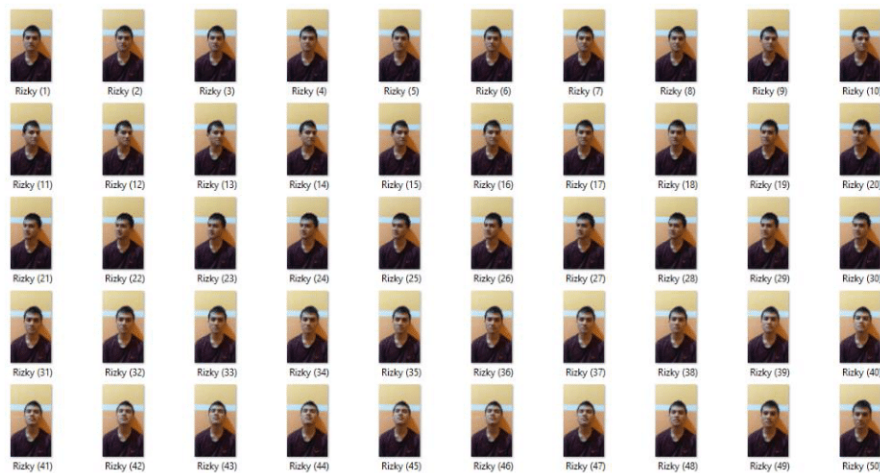 Rizky (1) Rizky (2) Rizky (3) Rizky (4) Rizky (5) Rizky (6) Rizky (7) Rizky (8) Rizky (9) Rizky (10)
Rizky (11) Rizky (12) Rizky (13) Rizky (14) Rizky (15) Rizky (16) Rizky (17) Rizky (18) Rizky (19) Rizky (20)
Rizky (21) Rizky (22) Rizky (23) Rizky (24) Rizky (25) Rizky (26) Rizky (27) Rizky (28) Rizky (29) Rizky (30)
Rizky (31) Rizky (32) Rizky (33) Rizky (34) Rizky (35) Rizky (36) Rizky (37) Rizky (38) Rizky (39) Rizky (40)
Rizky (41) Rizky (42) Rizky (43) Rizky (44) Rizky (45) Rizky (46) Rizky (47) Rizky (48) Rizky (49) Rizky (50)